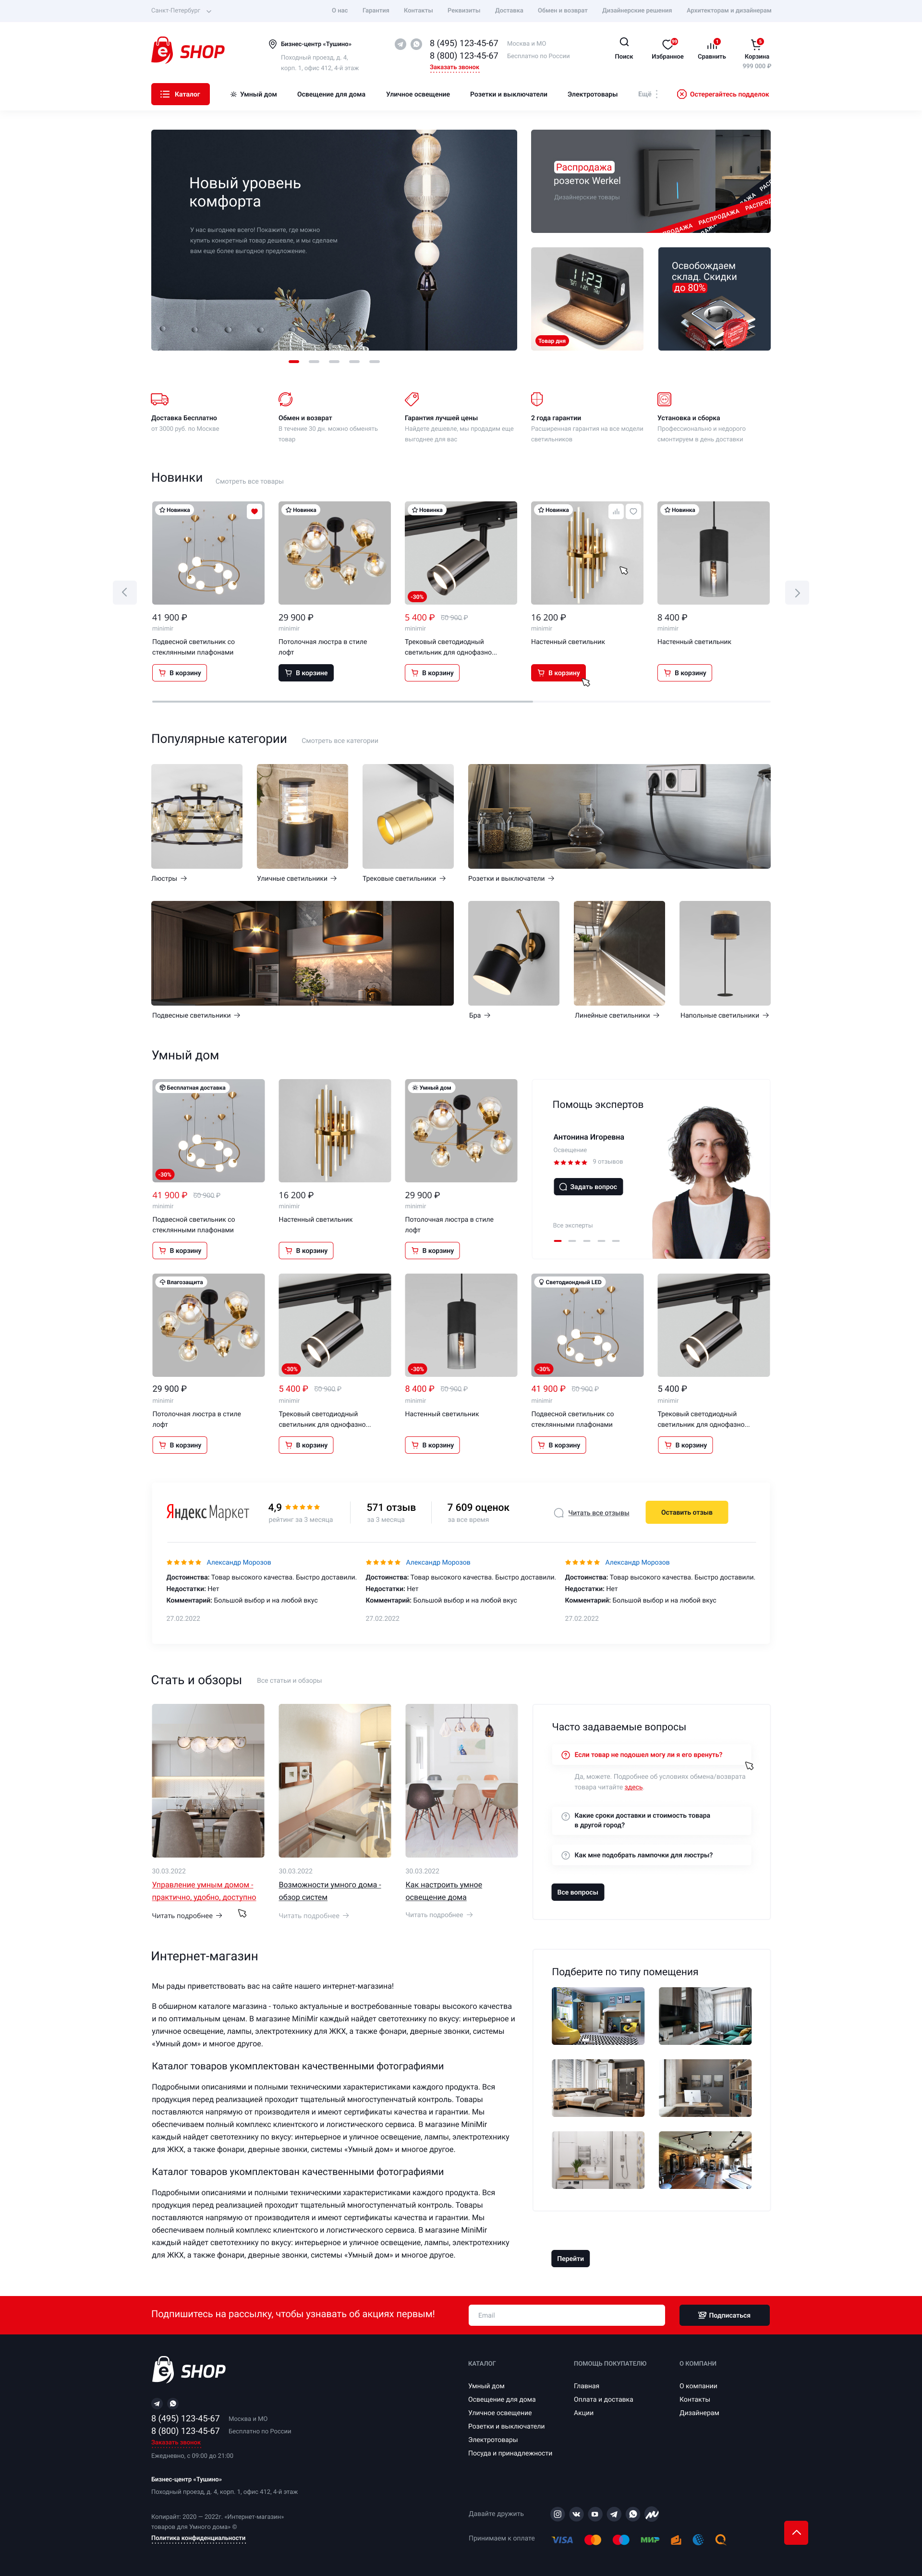 Санкт-Петербург
О нас
Гарантия
Контакты
Реквизиты
Доставка
Обмен и возврат
Дизайнерские решение
Архитекторам и дизайнерам
e SHOP
Бизнес-центр «Тушино»
Походный проезд, д. 4,
корп. 1, офис 412, 4-й этаж
8 (495) 123-45-67 Москва и МО
8 (800) 123-45-67 Бесплатно по России
Заказать звонок
Поиск
Избранное
Сравнить
Корзина
999 000 ₽
Каталог
Умный дом
Освещение для дома
Уличное освещение
Розетки и выключатели
Электротовары
Ещё
Остерегайтесь подделок
Новый уровень
комфорта
У нас выгоднее всего! Покажите, где можно
купить конкретный товар дешевле, и мы сделаем
вам еще более выгодное предложение.
Распродажа
розеток Werkel
Дизайнерские товары
РАСПРОДАЖА
11:23
Товар дня
Освобождаем
склад. Скидки
до 80%
Доставка Бесплатно
от 3000 руб. по Москве
Обмен и возврат
В течение 30 дн. можно обменять
товар
Гарантия лучшей цены
Найдете дешевле, мы продадим еще
выгоднее для вас
2 года гарантии
Расширенная гарантия на все модели
светильников
Установка и сборка
Профессионально и недорого
смонтируем в день доставки
Новинки
Смотреть все товары
Новинка
Новинка
Новинка
Новинка
Новинка
-30%
41 900 ₽
minimir
Подвесной светильник со
стеклянными плафонами
В корзину
29 900 ₽
minimir
Потолочная люстра в стиле
лофт
В корзине
5 400 ₽ 60 900 ₽
minimir
Трековый светодиодный
светильник для однофазно...
В корзину
16 200 ₽
minimir
Настенный светильник
В корзину
8 400 ₽
minimir
Настенный светильник
В корзину
Популярные категории
Смотреть все категории
Люстры
Уличные светильники
Трековые светильники
Розетки и выключатели
Подвесные светильники
Бра
Линейные светильники
Напольные светильники
Умный дом
Бесплатная доставка
-30%
41 900 ₽ 60 900 ₽
minimir
Подвесной светильник со
стеклянными плафонами
В корзину
16 200 ₽
minimir
Настенный светильник
В корзину
Умный дом
29 900 ₽
minimir
Потолочная люстра в стиле
лофт
В корзину
Помощь экспертов
Антонина Игоревна
Освещение
9 отзывов
Задать вопрос
Все эксперты
Влагозащита
29 900 ₽
minimir
Потолочная люстра в стиле
лофт
В корзину
-30%
5 400 ₽ 60 900 ₽
minimir
Трековый светодиодный
светильник для однофазно...
В корзину
-30%
8 400 ₽ 60 900 ₽
minimir
Настенный светильник
В корзину
Светодиондный LED
-30%
41 900 ₽ 60 900 ₽
minimir
Подвесной светильник со
стеклянными плафонами
В корзину
5 400 ₽
minimir
Трековый светодиодный
светильник для однофазно...
В корзину
Яндекс Маркет
4,9
рейтинг за 3 месяца
571 отзыв
за 3 месяца
7 609 оценок
за все время
Читать все отзывы
Оставить отзыв
Александр Морозов
Достоинства: Товар высокого качества. Быстро доставили.
Недостатки: Нет
Комментарий: Большой выбор и на любой вкус
27.02.2022
Александр Морозов
Достоинства: Товар высокого качества. Быстро доставили.
Недостатки: Нет
Комментарий: Большой выбор и на любой вкус
27.02.2022
Александр Морозов
Достоинства: Товар высокого качества. Быстро доставили.
Недостатки: Нет
Комментарий: Большой выбор и на любой вкус
27.02.2022
Стать и обзоры
Все статьи и обзоры
30.03.2022
Управление умным домом -
практично, удобно, доступно
Читать подробнее
30.03.2022
Возможности умного дома -
обзор систем
Читать подробнее
30.03.2022
Как настроить умное
освещение дома
Читать подробнее
Часто задаваемые вопросы
Если товар не подошел могу ли я его вренуть?
Да, можете. Подробнее об условиях обмена/возврата
товара читайте здесь.
Какие сроки доставки и стоимость товара
в другой город?
Как мне подобрать лампочки для люстры?
Все вопросы
Интернет-магазин
Мы рады приветствовать вас на сайте нашего интернет-магазина!
В обширном каталоге магазина - только актуальные и востребованные товары высокого качества
и по оптимальным ценам. В магазине MiniMir каждый найдет светотехнику по вкусу: интерьерное и
уличное освещение, лампы, электротехнику для ЖКХ, а также фонари, дверные звонки, системы
«Умный дом» и многое другое.
Каталог товаров укомплектован качественными фотографиями
Подробными описаниями и полными техническими характеристиками каждого продукта. Вся
продукция перед реализацией проходит тщательный многоступенчатый контроль. Товары
поставляются напрямую от производителя и имеют сертификаты качества и гарантии. Мы
обеспечиваем полный комплекс клиентского и логистического сервиса. В магазине MiniMir
каждый найдет светотехнику по вкусу: интерьерное и уличное освещение, лампы, электротехнику
для ЖКХ, а также фонари, дверные звонки, системы «Умный дом» и многое другое.
Каталог товаров укомплектован качественными фотографиями
Подробными описаниями и полными техническими характеристиками каждого продукта. Вся
продукция перед реализацией проходит тщательный многоступенчатый контроль. Товары
поставляются напрямую от производителя и имеют сертификаты качества и гарантии. Мы
обеспечиваем полный комплекс клиентского и логистического сервиса. В магазине MiniMir
каждый найдет светотехнику по вкусу: интерьерное и уличное освещение, лампы, электротехнику
для ЖКХ, а также фонари, дверные звонки, системы «Умный дом» и многое другое.
Подберите по типу помещения
Перейти
Подпишитесь на рассылку, чтобы узнавать об акциях первым!
Email
Подписаться
e SHOP
8 (495) 123-45-67 Москва и МО
8 (800) 123-45-67 Бесплатно по России
Заказать звонок
Ежедневно, с 09:00 до 21:00
Бизнес-центр «Тушино»
Походный проезд, д. 4, корп. 1, офис 412, 4-й этаж
Копирайт: 2020 — 2022г. «Интернет-магазин»
товаров для Умного дома» ©
Политика конфиденциальности
КАТАЛОГ
Умный дом
Освещение для дома
Уличное освещение
Розетки и выключатели
Электротовары
Посуда и принадлежности
ПОМОЩЬ ПОКУПАТЕЛЮ
Главная
Оплата и доставка
Акции
О КОМПАНИ
О компании
Контакты
Дизайнерам
Давайте дружить
Принимаем к оплате
VISA
МИР